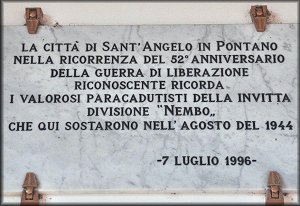 LA CITTÀ DI SANT'ANGELO IN PONTANO
NELLA RICORRENZA DEL 52° ANNIVERSARIO
DELLA GUERRA DI LIBERAZIONE
RICONOSCENTE RICORDA
I VALOROSI PARACADUTISTI DELLA INVITTA
DIVISIONE "NEMBO„
CHE QUI SOSTARONO NELL'AGOSTO DEL 1944
-7 LUGLIO 1996-